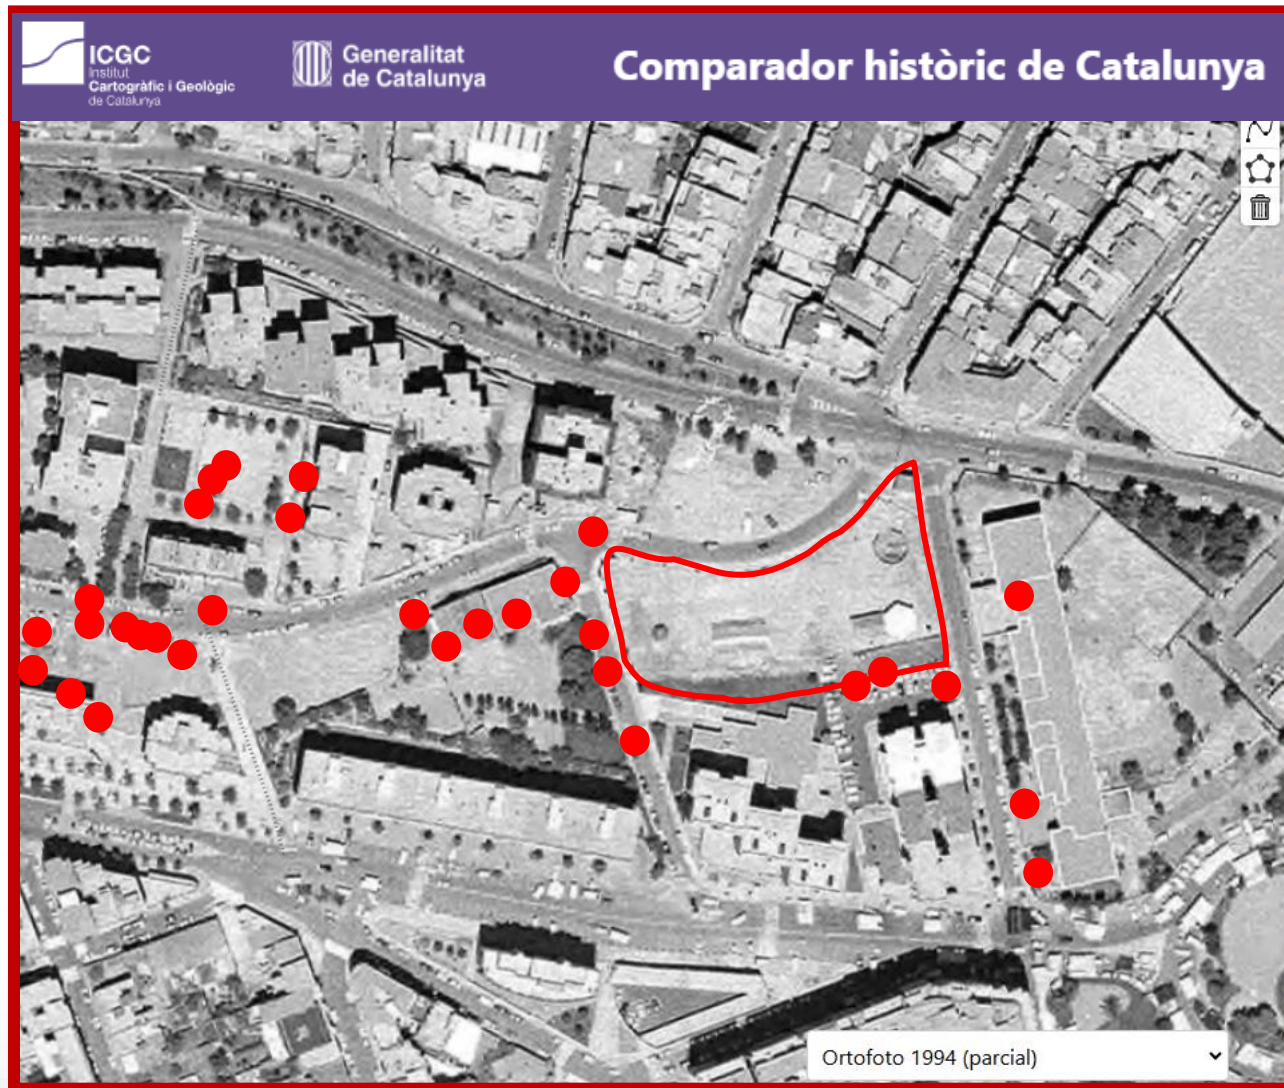 ICGC
Institut
Cartogràfic i Geològic
de Catalunya
Generalitat
de Catalunya
Comparador històric de Catalunya
Ortofoto 1994 (parcial)